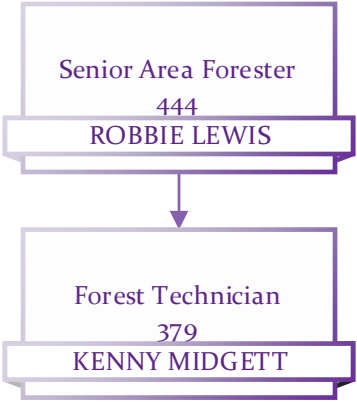 Senior Area Forester
444
ROBBIE LEWIS
Forest Technician
379
KENNY MIDGETT